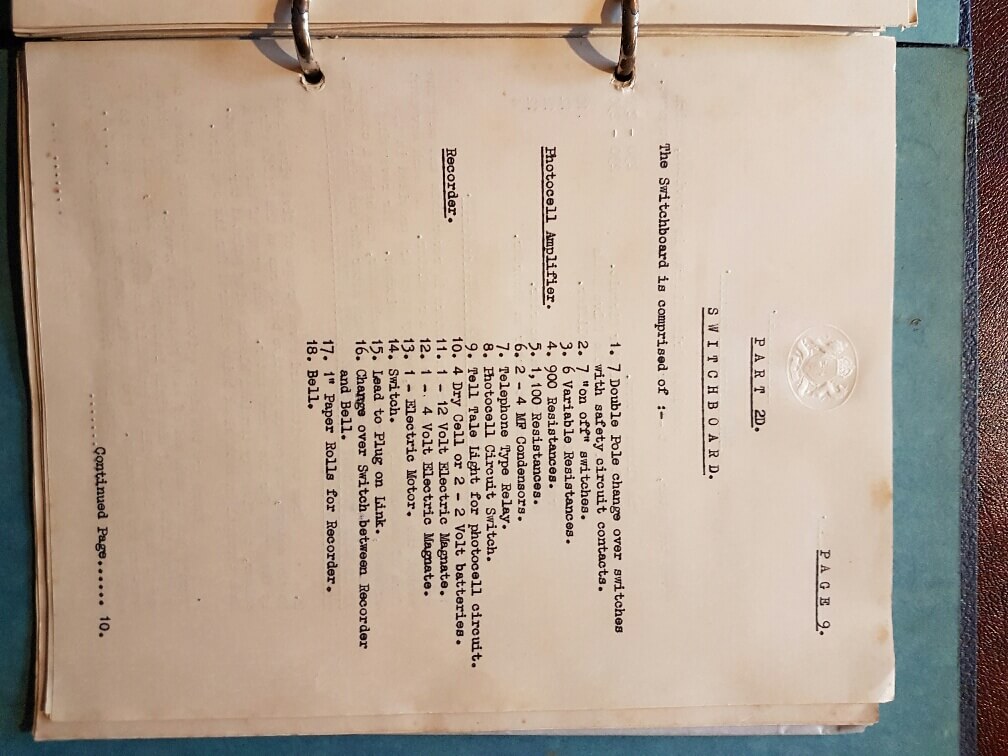 PAGE 9.
PART 2D.
SWITCHBOARD.
The Switchboard is comprised of :-
1. 7 Double Pole change over switches
with safety circuit contacts.
2. 7 "on off" switches.
3. 6 Variable Resistances.
4. 900 Resistances.
Photocell Amplifier.
5. 1,100 Resistances.
6. 2 - 4 MF Condensors.
7. Telephone Type Relay.
8. Photocell Circuit Switch.
9. Tell Tale Light for photocell circuit.
10. 4 Dry Cell or 2 - 2 Volt batteries.
Recorder.
11. 1 - 12 Volt Electric Magnate.
12. 1 -. 4 Volt Electric Magnate.
13. 1 - Electric Motor.
14. Switch.
15. Lead to Plug on Link.
16. Change over Switch between Recorder
and Bell.
17. 1" Paper Rolls for Recorder.
18. Bell.
Continued Page...... 10.